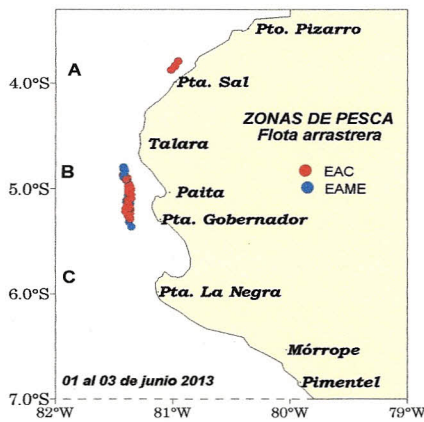 Pto. Pizarro
A
4.0°S
Pta. Sal
ZONAS DE PESCA
Flota arrastrera
Talara
EAC
B
EAME
5.0°S
Paita
Pta. Gobernador
C
6.0°S
Pta. La Negra
Mórrope
01 al 03 de junio 2013
Pimentel
7.0°S
82°W 81°W 80°W 79°W